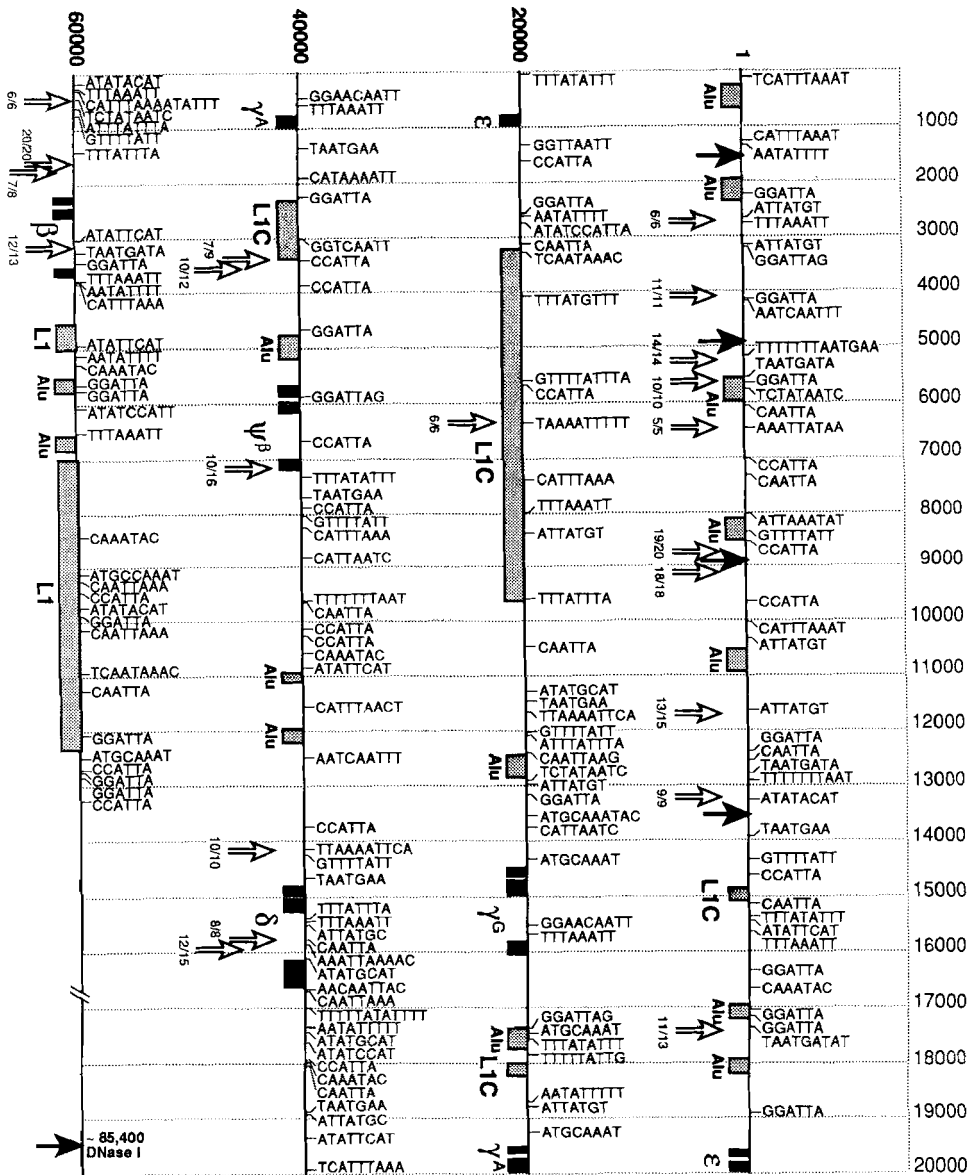 60000
40000
20000
1
1000
2000
3000
4000
5000
6000
7000
8000
9000
10000
11000
12000
13000
14000
15000
16000
17000
18000
19000
20000
TCATTTAAAT
Alu
CATTTAAAT
AATATTTT
Alu
GGATTA
ATTATGT
TTTAAATT
6/6
ATTATGT
GGATTAG
11/11
GGATTA
AATCAATTT
14/14
TTTTTTTAATGAA
TAATGATA
10/10
GGATTA
TCTATAATC
Alu
CAATTA
5/5
AAATTATAA
CCATTA
CAATTA
Alu
ATTAAATAT
GTTTTATT
CCATTA
19/20
18/18
CCATTA
CATTTAAAT
ATTATGT
Alu
13/15
ATTATGT
GGATTA
CAATTA
TAATGATA
TTTTTTTAAT
9/9
ATATACAT
TAATGAA
GTTTTATT
CCATTA
L1C
CAATTA
TTTATATTT
ATATTCAT
TTTAAATT
GGATTA
CAAATAC
Alu
GGATTA
GGATTA
TAATGATAT
11/13
Alu
GGATTA
ε
TTTATATTT
ε
GGTTAATT
CCATTA
GGATTA
AATATTTT
ATATCCATTA
CAATTA
TCAATAAAC
TTTATGTTT
GTTTTATTTA
CCATTA
6/6
TAAAATTTTT
L1C
CATTTAAA
TTTAAATT
ATTATGT
TTTATTTA
CAATTA
ATATGCAT
TAATGAA
TTAAAATTCA
GTTTTATT
ATTTATTTA
CAATTAAG
TCTATAATC
Alu
ATTATGT
GGATTA
ATGCAAATAC
CATTAATC
ATGCAAAT
γG
GGAACAATT
TTTAAATT
GGATTAG
ATGCAAAT
TTTATATTT
TTTTTATTG
Alu
L1C
AATATTTTT
ATTATGT
ATGCAAAT
γA
γA
GGAACAATT
TTTAAATT
TAATGAA
CATAAAATT
GGATTA
L1C
GGTCAATT
CCATTA
7/9
10/12
CCATTA
GGATTA
Alu
GGATTAG
ψβ
CCATTA
10/16
TTTATATTT
TAATGAA
CCATTA
GTTTTATT
CATTTAAA
CATTAATC
TTTTTTTAAT
CAATTA
CCATTA
CCATTA
CAAATAC
ATATTCAT
Alu
CATTTAACT
Alu
AATCAATTT
CCATTA
10/10
TTAAAATTCA
GTTTTATT
TAATGAA
δ
TTTATTTA
TTTAAATT
ATTATGC
CAATTA
8/8
12/15
AAATTAAAAC
ATATGCAT
AACAATTAC
CAATTAAA
TTTTTATATTTT
AATATTTTT
ATATGCAT
ATATCCAT
CCATTA
CAAATAC
CAATTA
TAATGAA
ATTATGC
ATATTCAT
TCATTTAAA
ATATACAT
TTTAAATT
CATTTAAAATATTT
TCTATAATC
ATTTATTTA
6/6
GTTTTATT
TTTATTTA
20/20
7/8
β
ATATTCAT
12/13
TAATGATA
GGATTA
TTTAAATT
AATATTTT
CATTTAAA
L1
ATATTCAT
AATATTTT
CAAATAC
Alu
GGATTA
GGATTA
ATATCCATT
Alu
TTTAAATT
CAAATAC
L1
ATGCCAAAT
CAATTAAA
CCATTA
ATATACAT
GGATTA
CAATTAAA
TCAATAAAC
CAATTA
GGATTA
ATGCAAAT
CCATTA
GGATTA
GGATTA
CCATTA
~ 85,400
DNase I